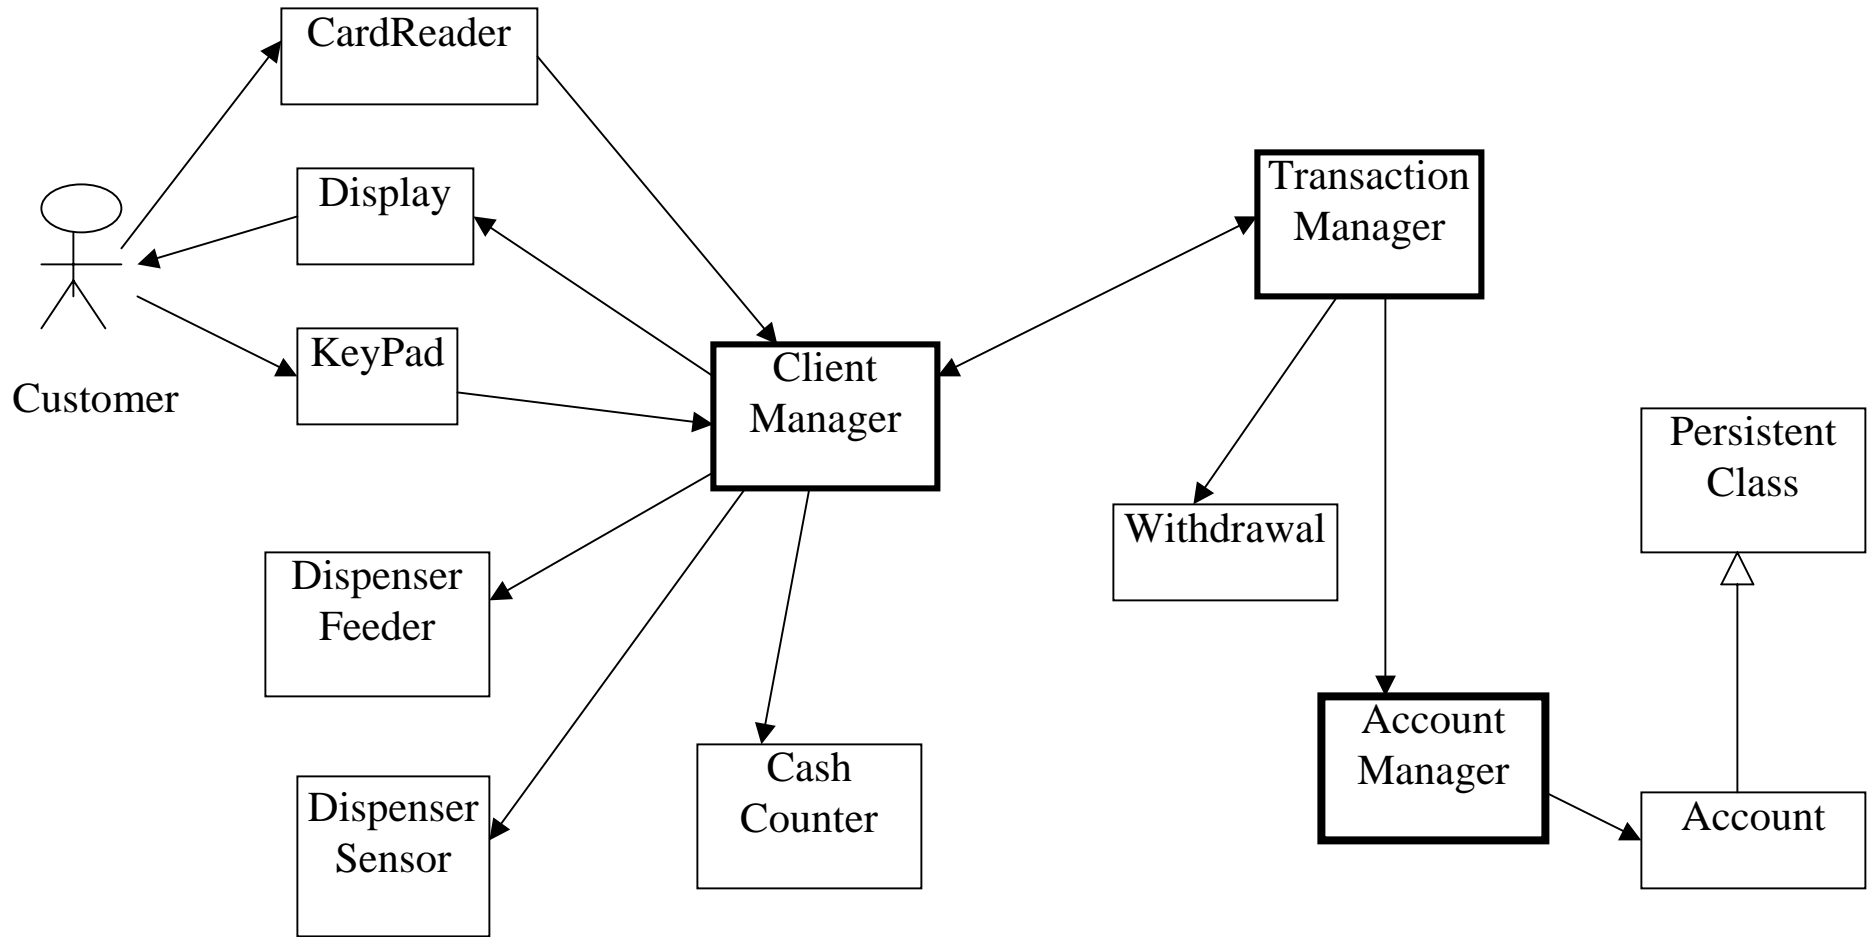 CardReader
Display
KeyPad
Customer
Client
Manager
Transaction
Manager
Persistent
Class
Withdrawal
Dispenser
Feeder
Account
Manager
Cash
Counter
Dispenser
Sensor
Account